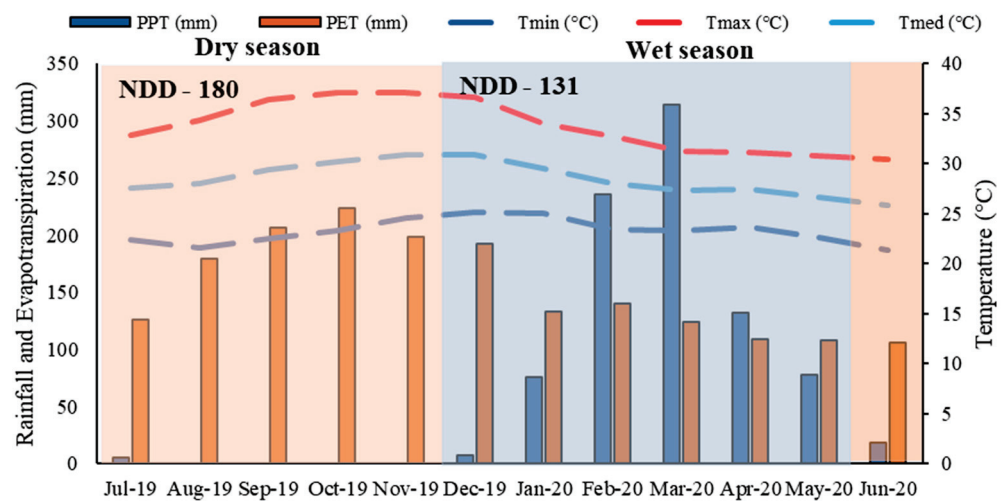 PPT (mm) PET (mm) Tmin (°C) Tmax (°C) Tmed (°C)
Dry season Wet season
NDD - 180 NDD - 131
Rainfall and Evapotranspiration (mm)
350
300
250
200
150
100
50
0
Temperature (°C)
40
35
30
25
20
15
10
5
0
Jul-19 Aug-19 Sep-19 Oct-19 Nov-19 Dec-19 Jan-20 Feb-20 Mar-20 Apr-20 May-20 Jun-20